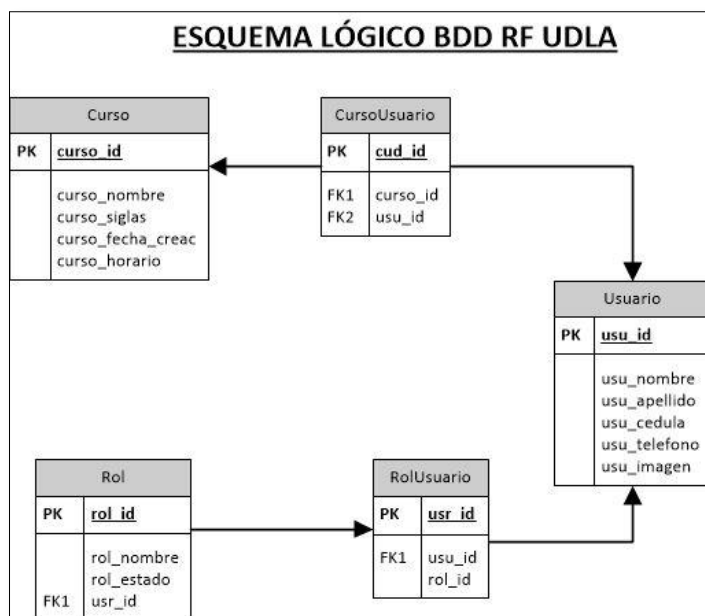 ESQUEMA LÓGICO BDD RF UDLA
Curso
PK curso_id
curso_nombre
curso_siglas
curso_fecha_creac
curso_horario
CursoUsuario
PK cud_id
FK1 curso_id
FK2 usu_id
Usuario
PK usu_id
usu_nombre
usu_apellido
usu_cedula
usu_telefono
usu_imagen
Rol
PK rol_id
rol_nombre
rol_estado
FK1 usr_id
RolUsuario
PK usr_id
FK1 usu_id
rol_id